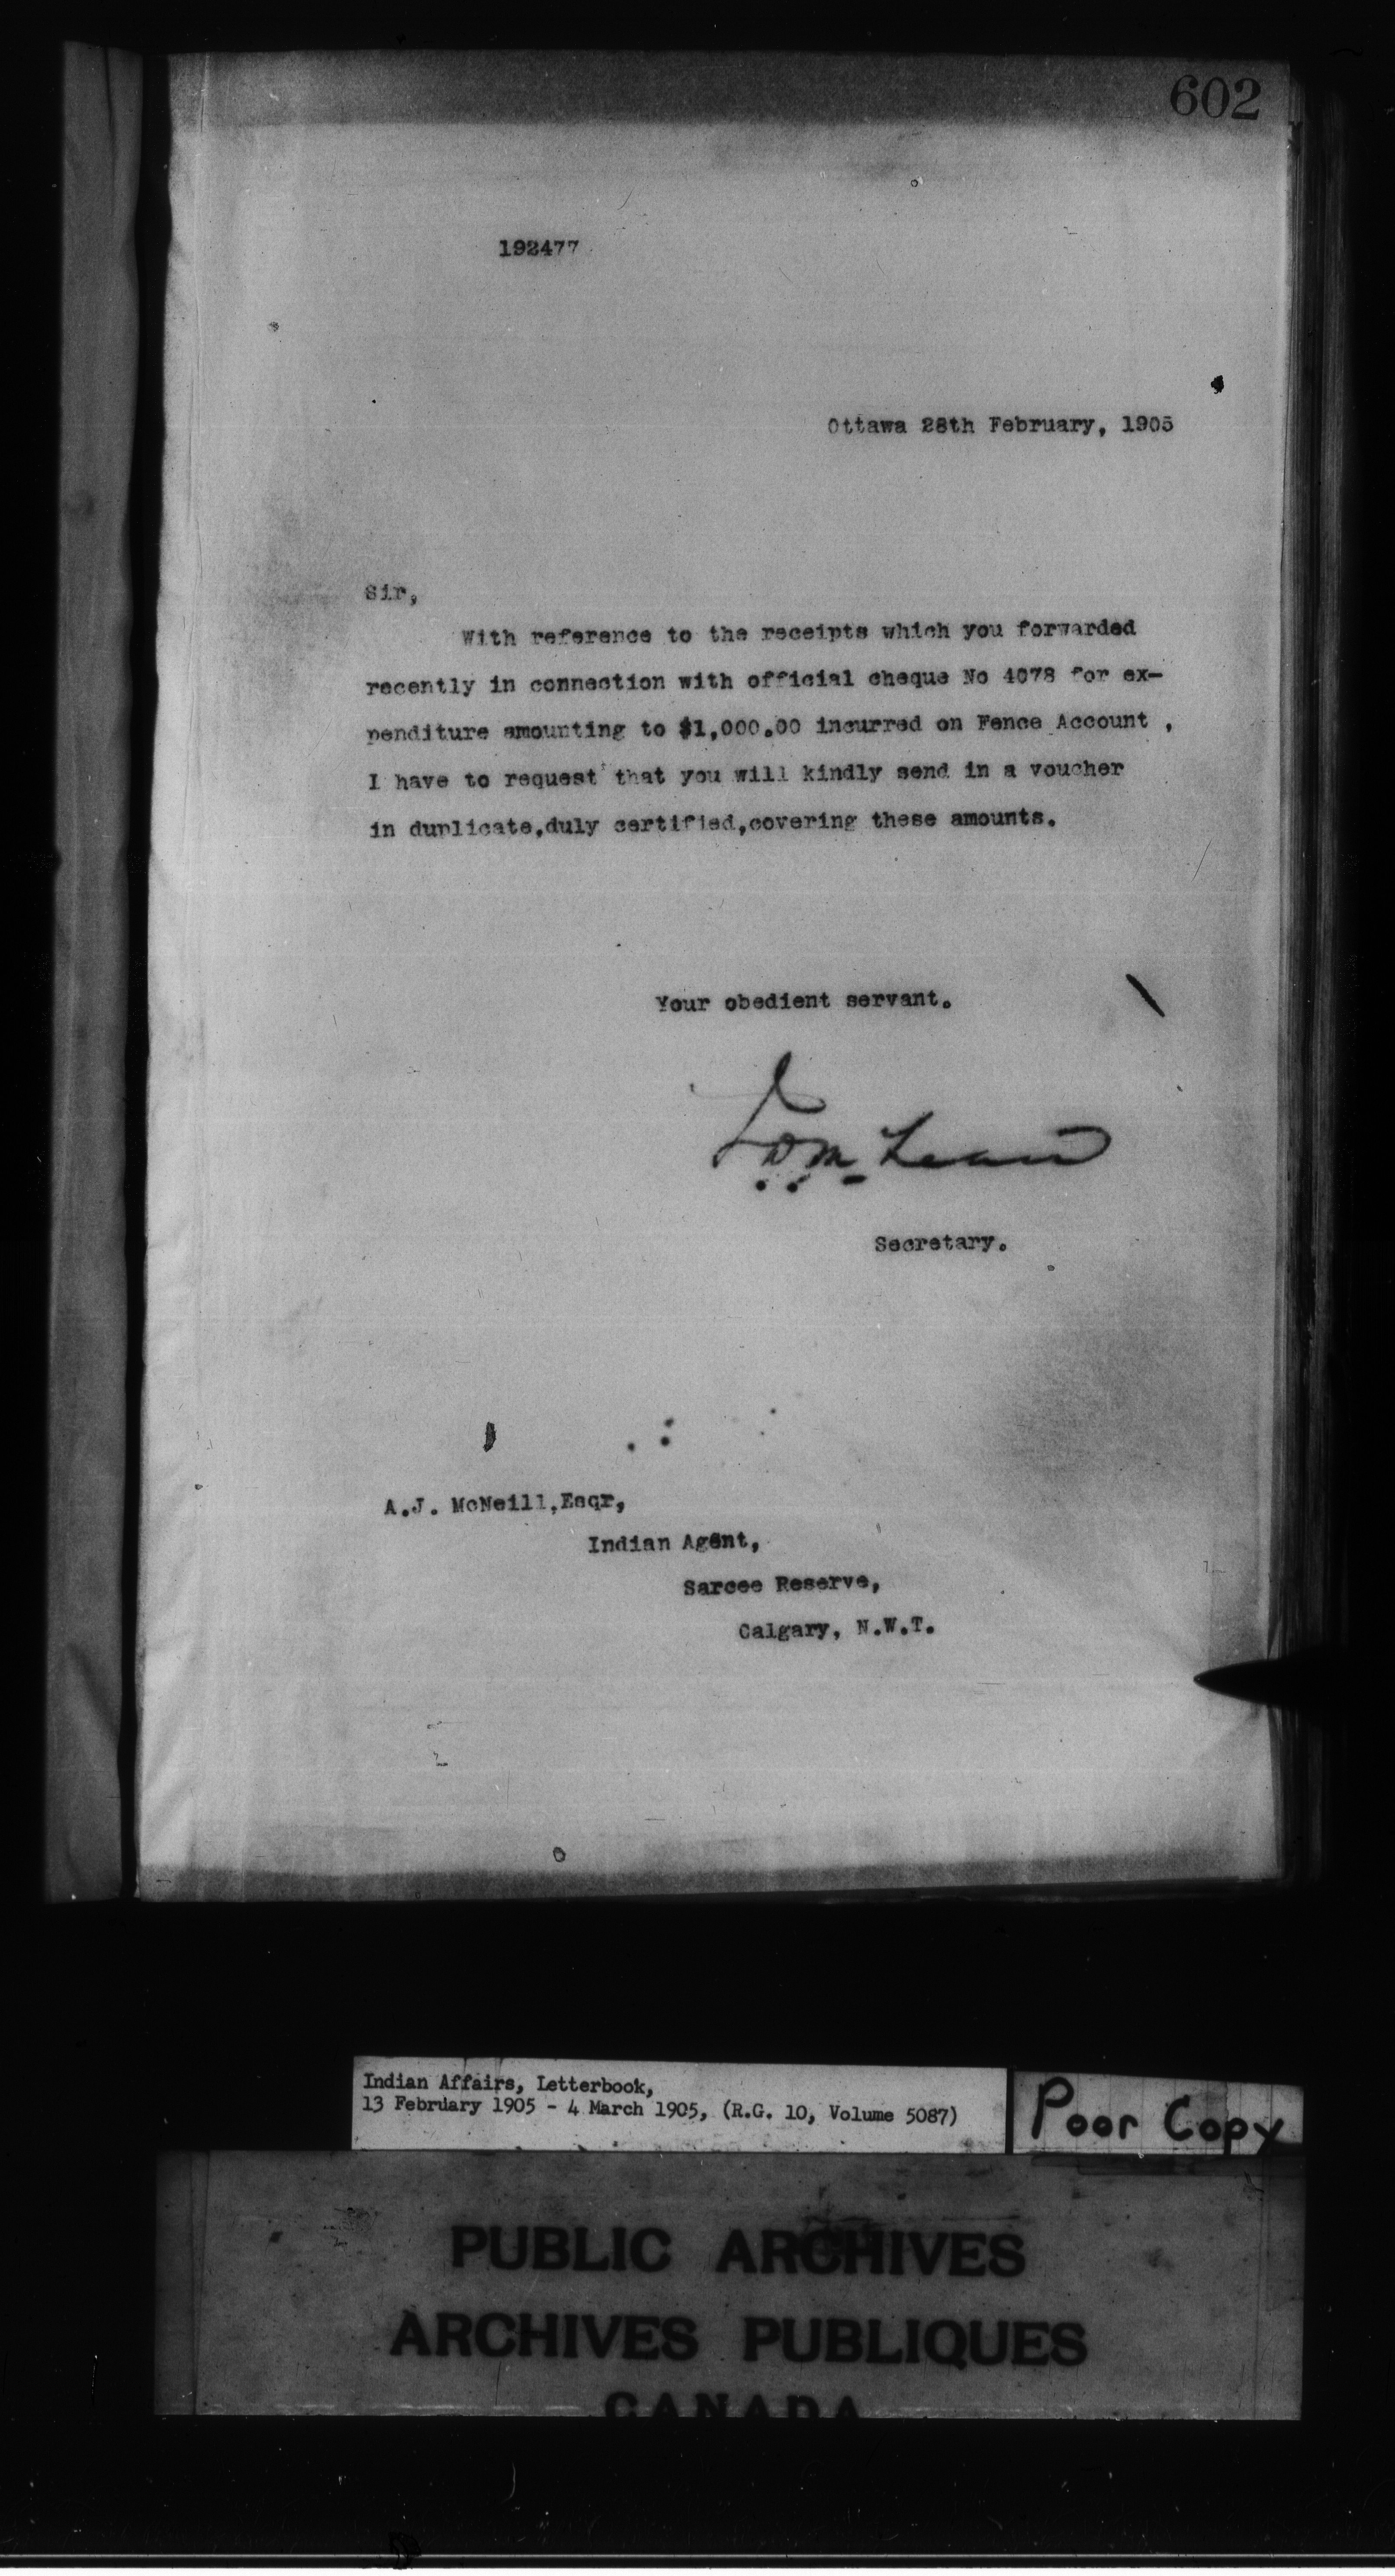 602
192477
Ottawa 28th February, 1905
Sir,
With reference to the receipts which you forwarded
recently in connection with official cheque No 4078 for ex-
penditure amounting to $1,000.00 incurred on Fence Account ,
I have to request that you will kindly send in a voucher
in duplicate,duly certified,covering these amounts.
Your obedient servant.
J.D. McLean
Secretary.
A.J. McNeill,Esqr,
Indian Agent,
Sarcee Reserve,
Calgary, N.W.T.
Indian Affairs, Letterbook,
13 February 1905 - 4 March 1905, (R.G. 10, Volume 5087)
Poor Copy
PUBLIC ARCHIVES
ARCHIVES PUBLIQUES
CANADA